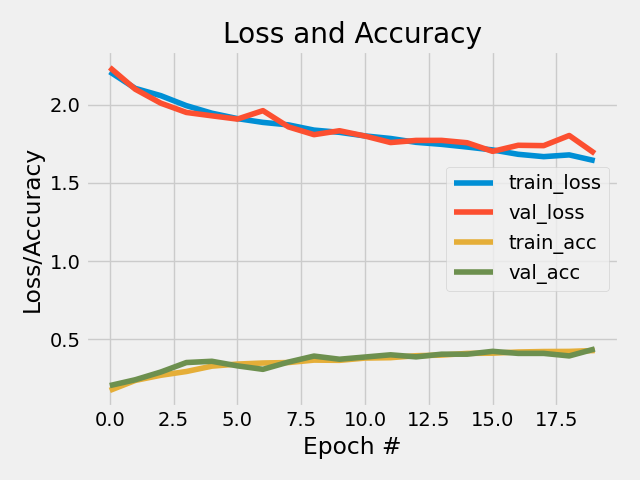 Loss and Accuracy
Loss/Accuracy
2.0
1.5
1.0
0.5
train_loss
val_loss
train_acc
val_acc
0.0 2.5 5.0 7.5 10.0 12.5 15.0 17.5
Epoch #